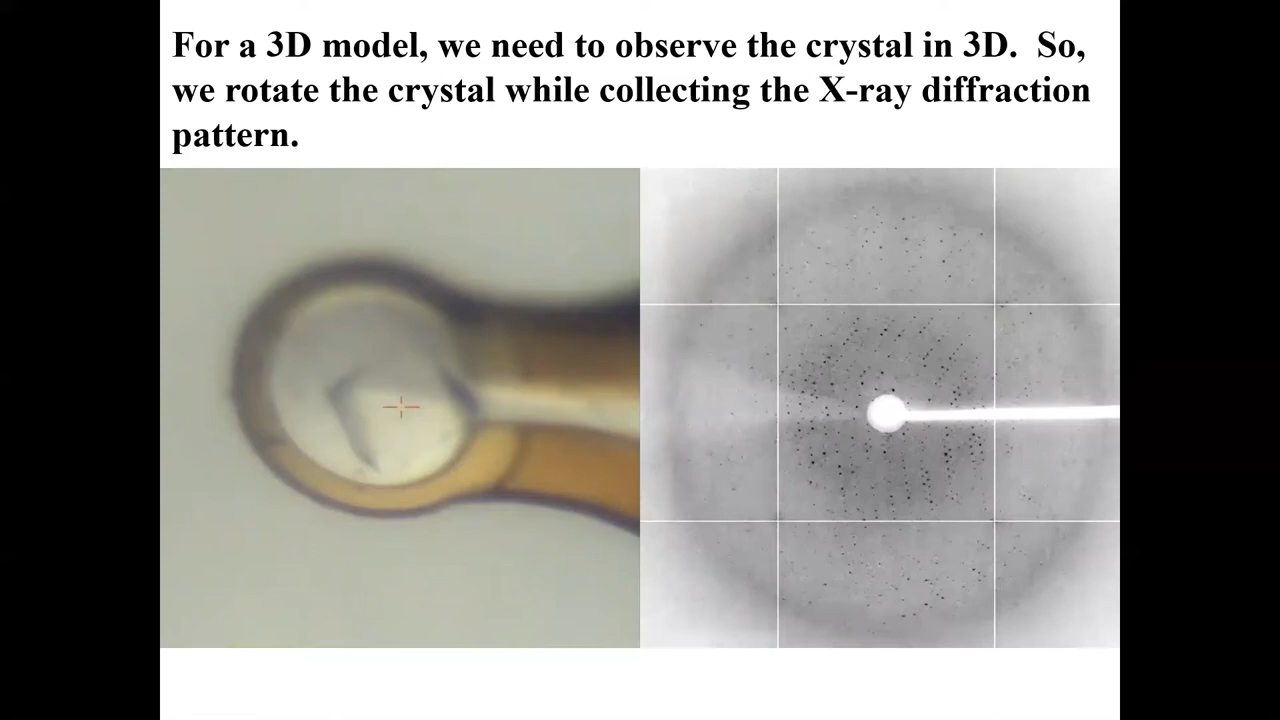 For a 3D model, we need to observe the crystal in 3D.  So,
we rotate the crystal while collecting the X-ray diffraction
pattern.